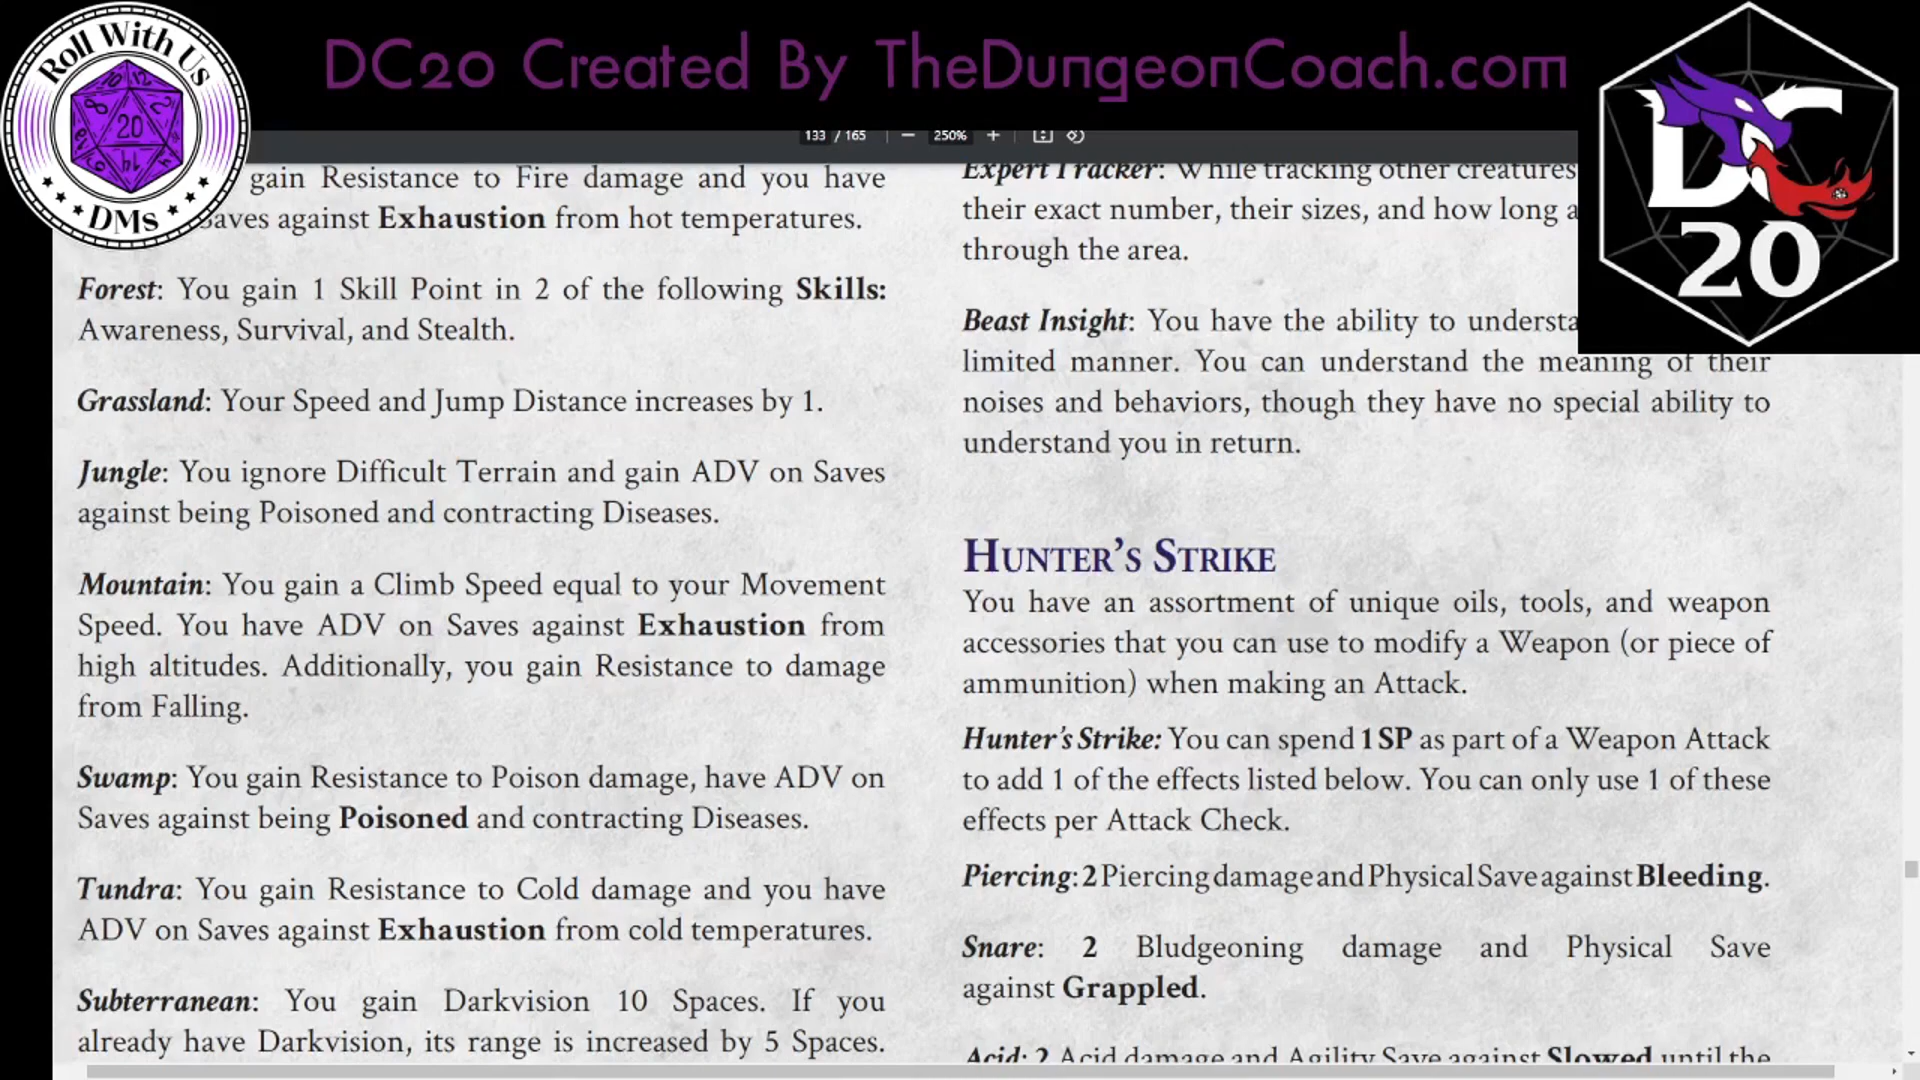 Roll With Us
20
DMs
DC20 Created By TheDungeonCoach.com
DC
20
133 / 165
250%
gain Resistance to Fire damage and you have
saves against Exhaustion from hot temperatures.
Forest: You gain 1 Skill Point in 2 of the following Skills:
Awareness, Survival, and Stealth.
Grassland: Your Speed and Jump Distance increases by 1.
Jungle: You ignore Difficult Terrain and gain ADV on Saves
against being Poisoned and contracting Diseases.
Mountain: You gain a Climb Speed equal to your Movement
Speed. You have ADV on Saves against Exhaustion from
high altitudes. Additionally, you gain Resistance to damage
from Falling.
Swamp: You gain Resistance to Poison damage, have ADV on
Saves against being Poisoned and contracting Diseases.
Tundra: You gain Resistance to Cold damage and you have
ADV on Saves against Exhaustion from cold temperatures.
Subterranean: You gain Darkvision 10 Spaces. If you
already have Darkvision, its range is increased by 5 Spaces.
Expert Tracker: While tracking other creatures
their exact number, their sizes, and how long a
through the area.
Beast Insight: You have the ability to understa
limited manner. You can understand the meaning of their
noises and behaviors, though they have no special ability to
understand you in return.
Hunter's Strike
You have an assortment of unique oils, tools, and weapon
accessories that you can use to modify a Weapon (or piece of
ammunition) when making an Attack.
Hunter's Strike: You can spend 1 SP as part of a Weapon Attack
to add 1 of the effects listed below. You can only use 1 of these
effects per Attack Check.
Piercing: 2 Piercing damage and Physical Save against Bleeding.
Snare: 2 Bludgeoning damage and Physical Save
against Grappled.
Acid: 2 Acid damage and Agility Save against Slowed until the